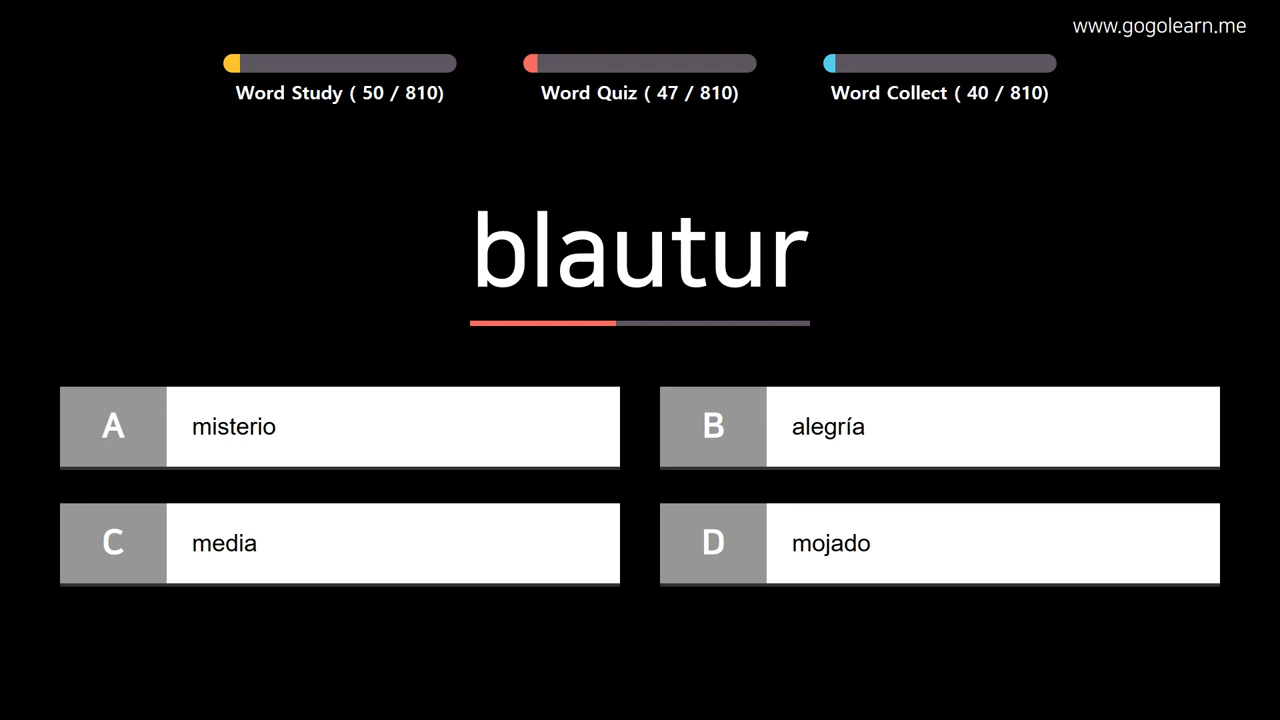 www.gogolearn.me
Word Study ( 50 / 810)
Word Quiz ( 47 / 810)
Word Collect ( 40 / 810)
blautur
A misterio
B alegría
C media
D mojado